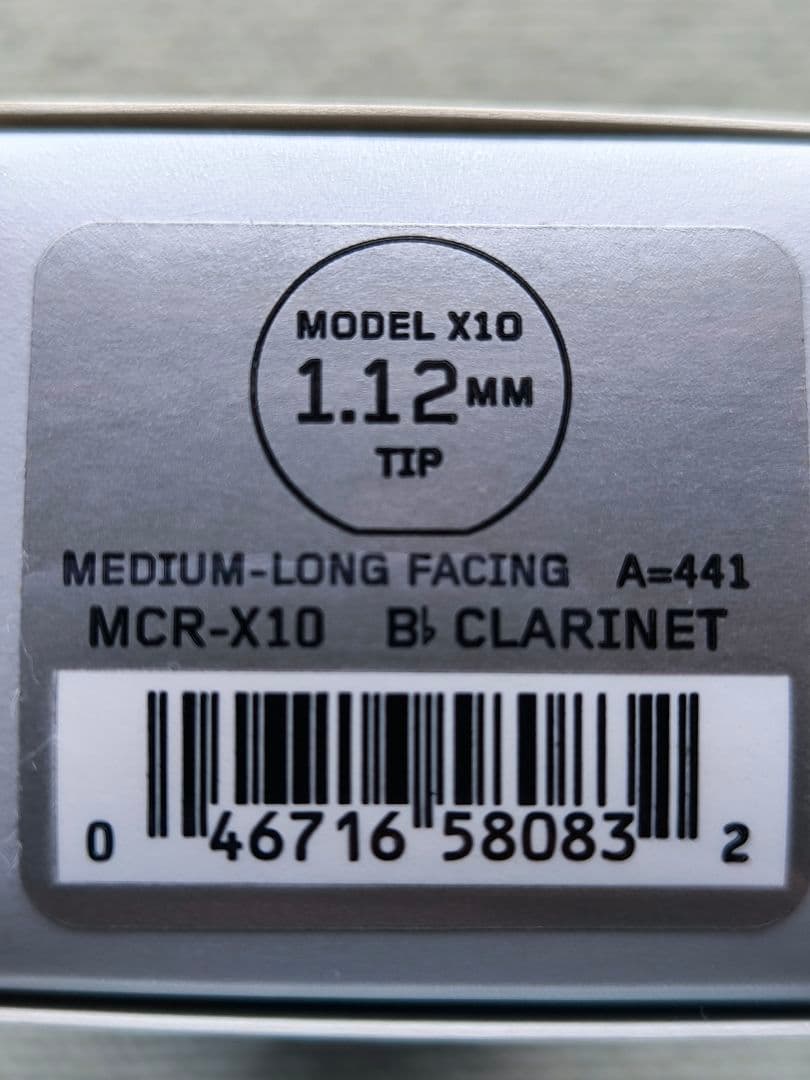 MODEL X10
1.12MM
TIP
MEDIUM-LONG FACING A=441
MCR-X10 B♭ CLARINET
0 46716 58083 2